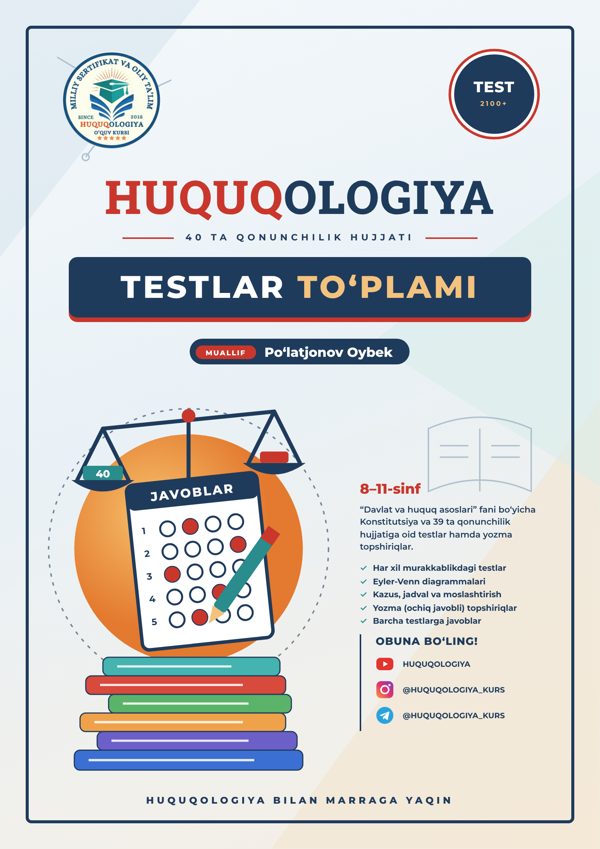 MILLIY SERTIFIKAT VA OLIY TA'LIM
SINCE 2018
HUQUQOLOGIYA
O'QUV KURSI
TEST
2100+
HUQUQOLOGIYA
40 TA QONUNCHILIK HUJJATI
TESTLAR TO‘PLAMI
MUALLIF Po‘latjonov Oybek
40
JAVOBLAR
1
2
3
4
5
8–11-sinf
“Davlat va huquq asoslari” fani bo‘yicha
Konstitutsiya va 39 ta qonunchilik
hujjatiga oid testlar hamda yozma
topshiriqlar.
✓ Har xil murakkablikdagi testlar
✓ Eyler-Venn diagrammalari
✓ Kazus, jadval va moslashtirish
✓ Yozma (ochiq javobli) topshiriqlar
✓ Barcha testlarga javoblar
OBUNA BO‘LING!
HUQUQOLOGIYA
@HUQUQOLOGIYA_KURS
@HUQUQOLOGIYA_KURS
HUQUQOLOGIYA BILAN MARRAGA YAQIN